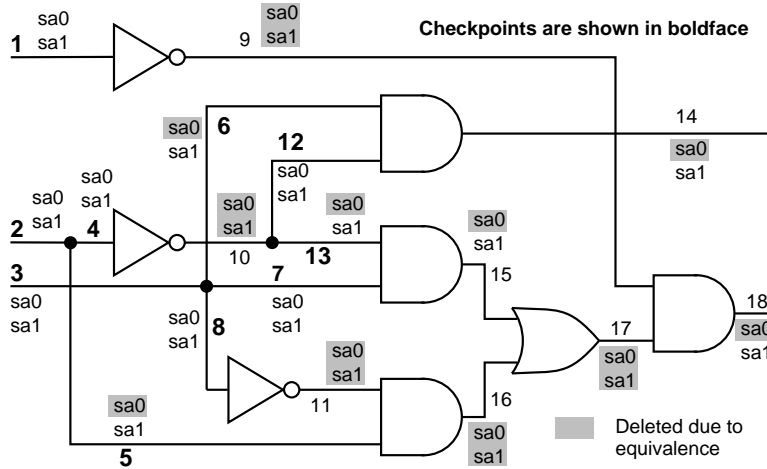 sa0
sa1
1
9
sa0
sa1
Checkpoints are shown in boldface
sa0
sa1
6
12
sa0
sa1
14
sa0
sa1
sa0
sa1
2
sa0
sa1
4
sa0
sa1
10
sa0
sa1
13
sa0
sa1
15
3
sa0
sa1
7
sa0
sa1
sa0
sa1
8
sa0
sa1
11
17
sa0
sa1
18
sa0
sa1
sa0
sa1
5
16
sa0
sa1
Deleted due to
equivalence